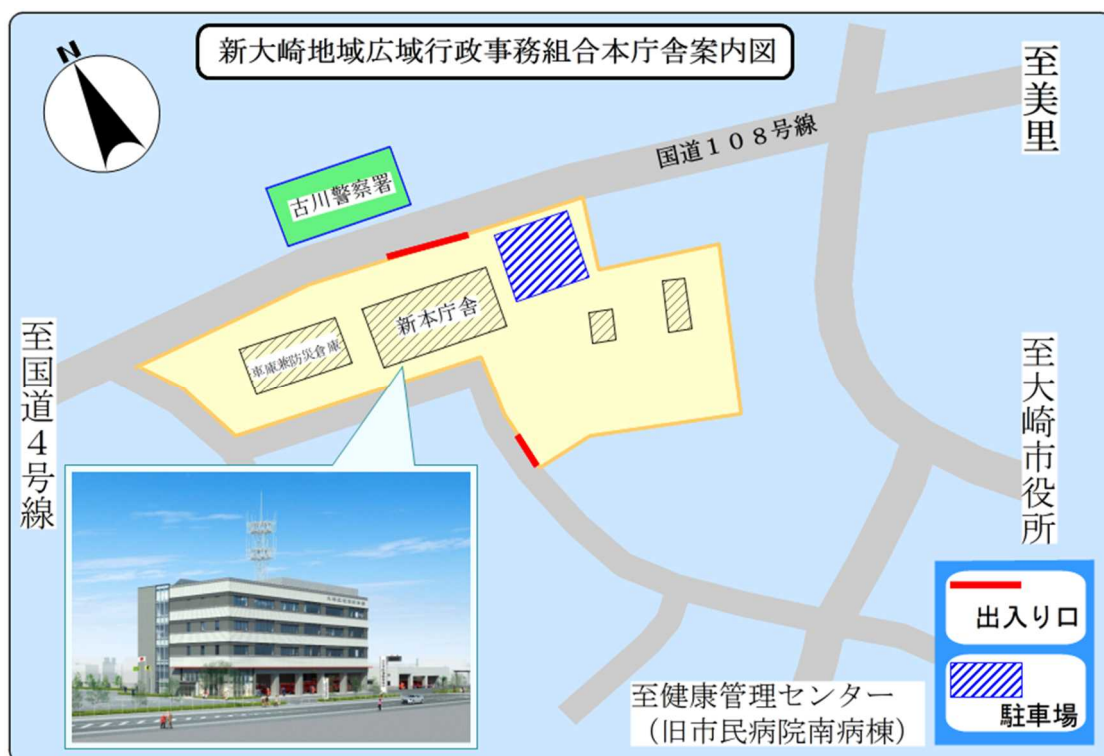 新大崎地域広域行政事務組合本庁舎案内図
N
至美里
国道１０８号線
古川警察署
新本庁舎
車庫兼防災倉庫
至国道４号線
至大崎市役所
至健康管理センター
（旧市民病院南病棟）
出入り口
駐車場